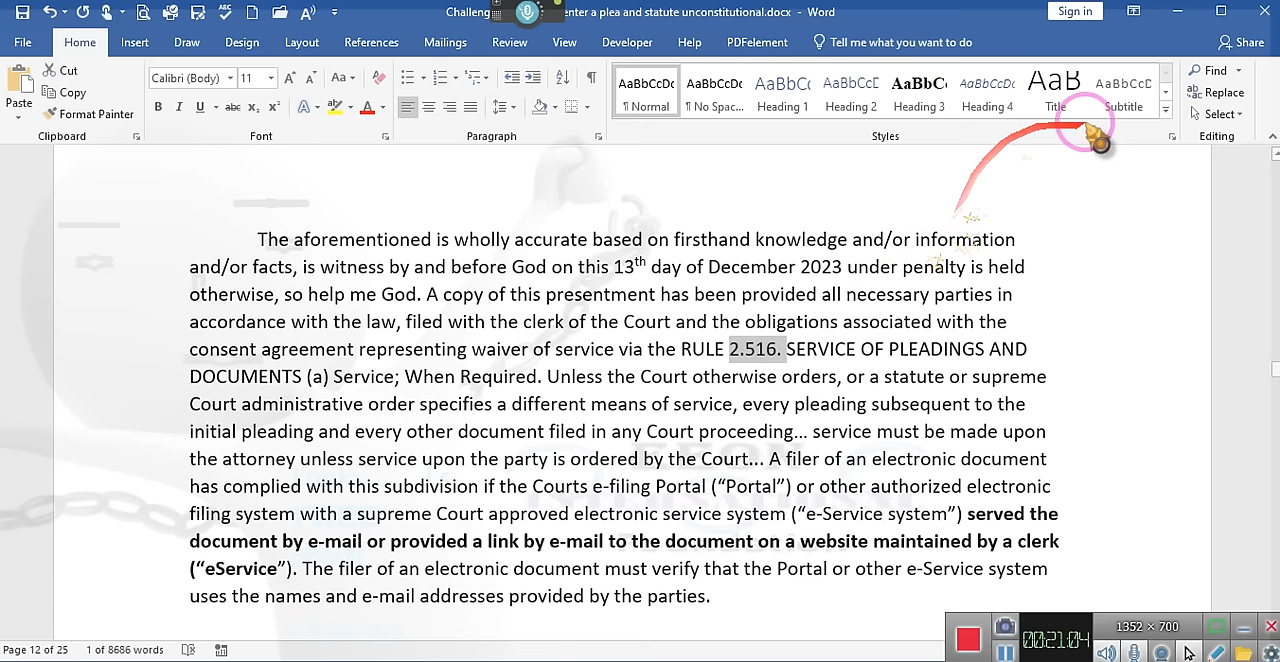 Challeng enter a plea and statute unconstitutional.docx - Word
Sign in
File Home Insert Draw Design Layout References Mailings Review View Developer Help PDFelement Tell me what you want to do Share
Paste
Cut
Copy
Format Painter
Clipboard
Calibri (Body) 11
Font
Paragraph
AaBbCcDc AaBbCcDc AaBbCc AaBbCcD AaBbC AaBbCcD AaB AaBbCcD
¶ Normal ¶ No Spac... Heading 1 Heading 2 Heading 3 Heading 4 Title Subtitle
Styles
Find
Replace
Select
Editing
The aforementioned is wholly accurate based on firsthand knowledge and/or information
and/or facts, is witness by and before God on this 13th day of December 2023 under penalty is held
otherwise, so help me God. A copy of this presentment has been provided all necessary parties in
accordance with the law, filed with the clerk of the Court and the obligations associated with the
consent agreement representing waiver of service via the RULE 2.516. SERVICE OF PLEADINGS AND
DOCUMENTS (a) Service; When Required. Unless the Court otherwise orders, or a statute or supreme
Court administrative order specifies a different means of service, every pleading subsequent to the
initial pleading and every other document filed in any Court proceeding... service must be made upon
the attorney unless service upon the party is ordered by the Court... A filer of an electronic document
has complied with this subdivision if the Courts e-filing Portal (“Portal”) or other authorized electronic
filing system with a supreme Court approved electronic service system (“e-Service system”) served the
document by e-mail or provided a link by e-mail to the document on a website maintained by a clerk
(“eService”). The filer of an electronic document must verify that the Portal or other e-Service system
uses the names and e-mail addresses provided by the parties.
1352 × 700
00:21:04
Page 12 of 25 1 of 8686 words